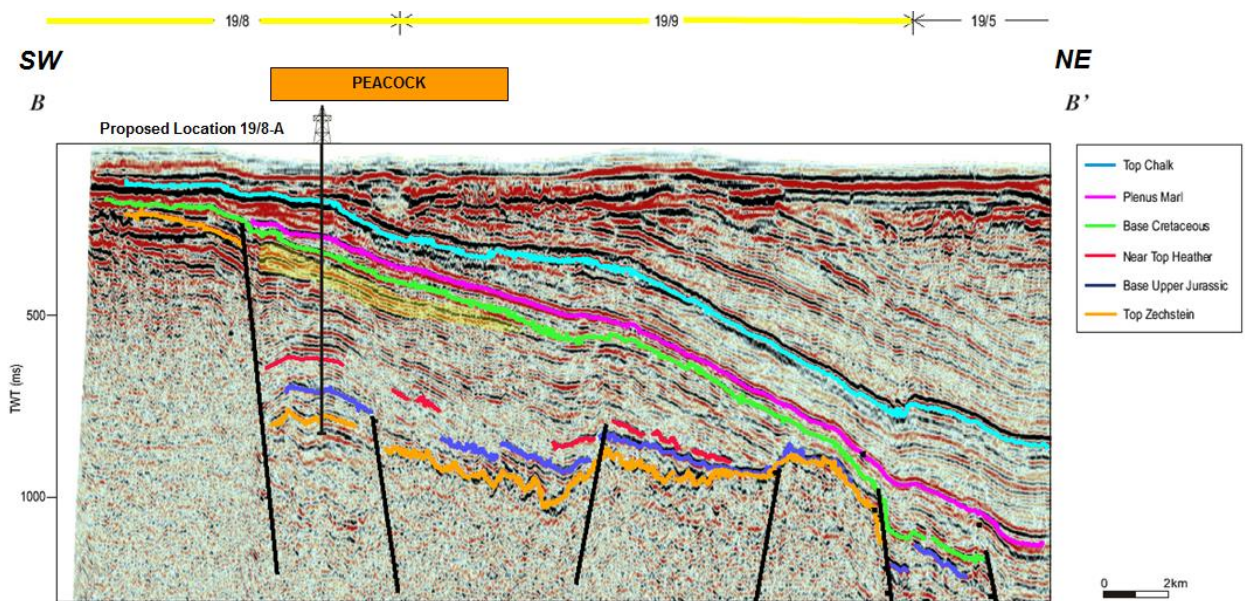 19/8
19/9
19/5
SW
NE
PEACOCK
B
B'
Proposed Location 19/8-A
Top Chalk
Plenus Marl
Base Cretaceous
Near Top Heather
Base Upper Jurassic
Top Zechstein
500
TWT (ms)
1000
0 2km